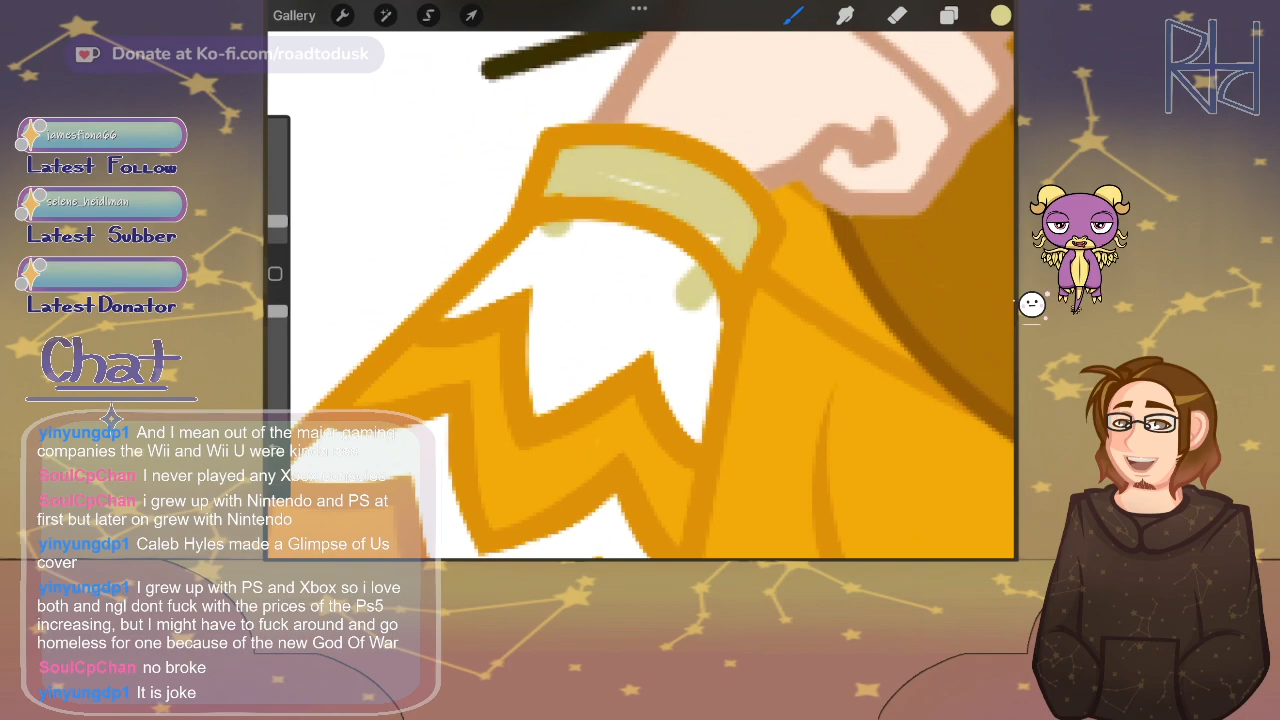 Gallery
Donate at Ko-fi.com/roadtodusk
RtD
jamesfiona66
Latest Follow
selene_heidlman
Latest Subber
Latest Donator
Chat
yinyungdp1 And I mean out of the major gaming
companies the Wii and Wii U were kinda
SoulCpChan I never played any Xbox consoles
SoulCpChan i grew up with Nintendo and PS at
first but later on grew with Nintendo
yinyungdp1 Caleb Hyles made a Glimpse of Us
cover
yinyungdp1 I grew up with PS and Xbox so i love
both and ngl dont fuck with the prices of the Ps5
increasing, but I might have to fuck around and go
homeless for one because of the new God Of War
SoulCpChan no broke
yinyungdp1 It is joke